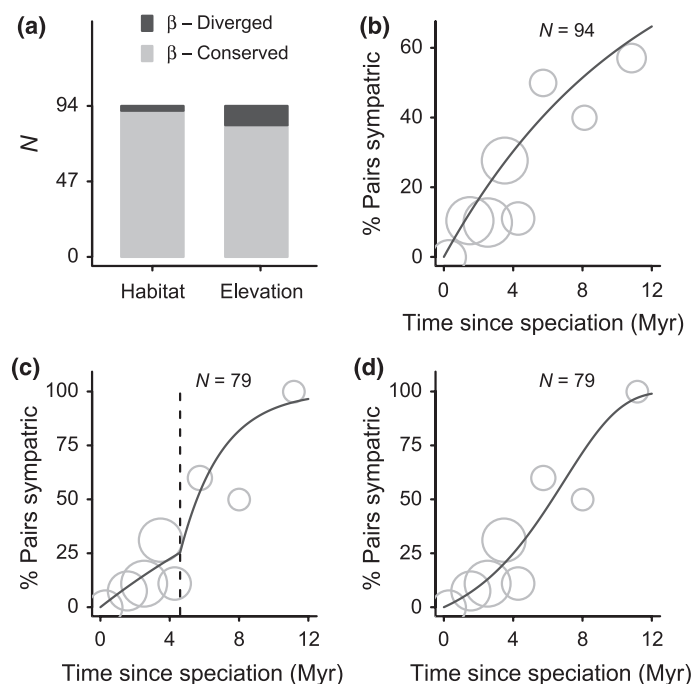 (a)
β – Diverged
β – Conserved
94
47
0
N
Habitat
Elevation
(b)
N = 94
60
40
20
0
% Pairs sympatric
0 4 8 12
Time since speciation (Myr)
(c)
N = 79
100
75
50
25
0
% Pairs sympatric
0 4 8 12
Time since speciation (Myr)
(d)
N = 79
100
75
50
25
0
% Pairs sympatric
0 4 8 12
Time since speciation (Myr)